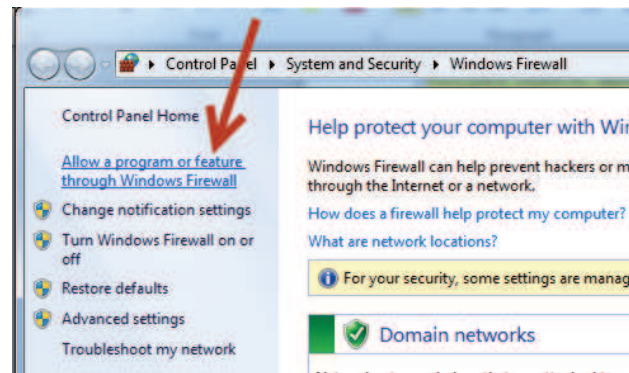 Control Panel System and Security Windows Firewall
Control Panel Home
Allow a program or feature
through Windows Firewall
Change notification settings
Turn Windows Firewall on or
off
Restore defaults
Advanced settings
Troubleshoot my network
Help protect your computer with Wi
Windows Firewall can help prevent hackers or m
through the Internet or a network.
How does a firewall help protect my computer?
What are network locations?
For your security, some settings are manag
Domain networks